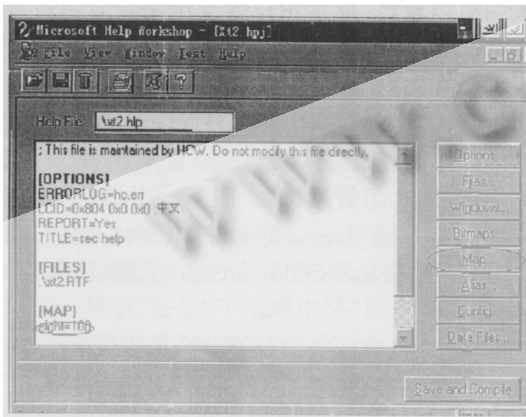 Microsoft Help Workshop - [Xt2.hpj]
File View Window Test Help
Help File: .\xt2.hlp
; This file is maintained by HCW. Do not modify this file directly.
[OPTIONS]
ERRORLOG=hc.err
LCID=0x804 0x0 0x0 ;中文
REPORT=Yes
TITLE=sec help
[FILES]
.\xt2.RTF
[MAP]
=100
Options...
Files...
Windows...
Bitmaps...
Map...
Alias...
Config...
Data Files...
Save and Compile
WWW C